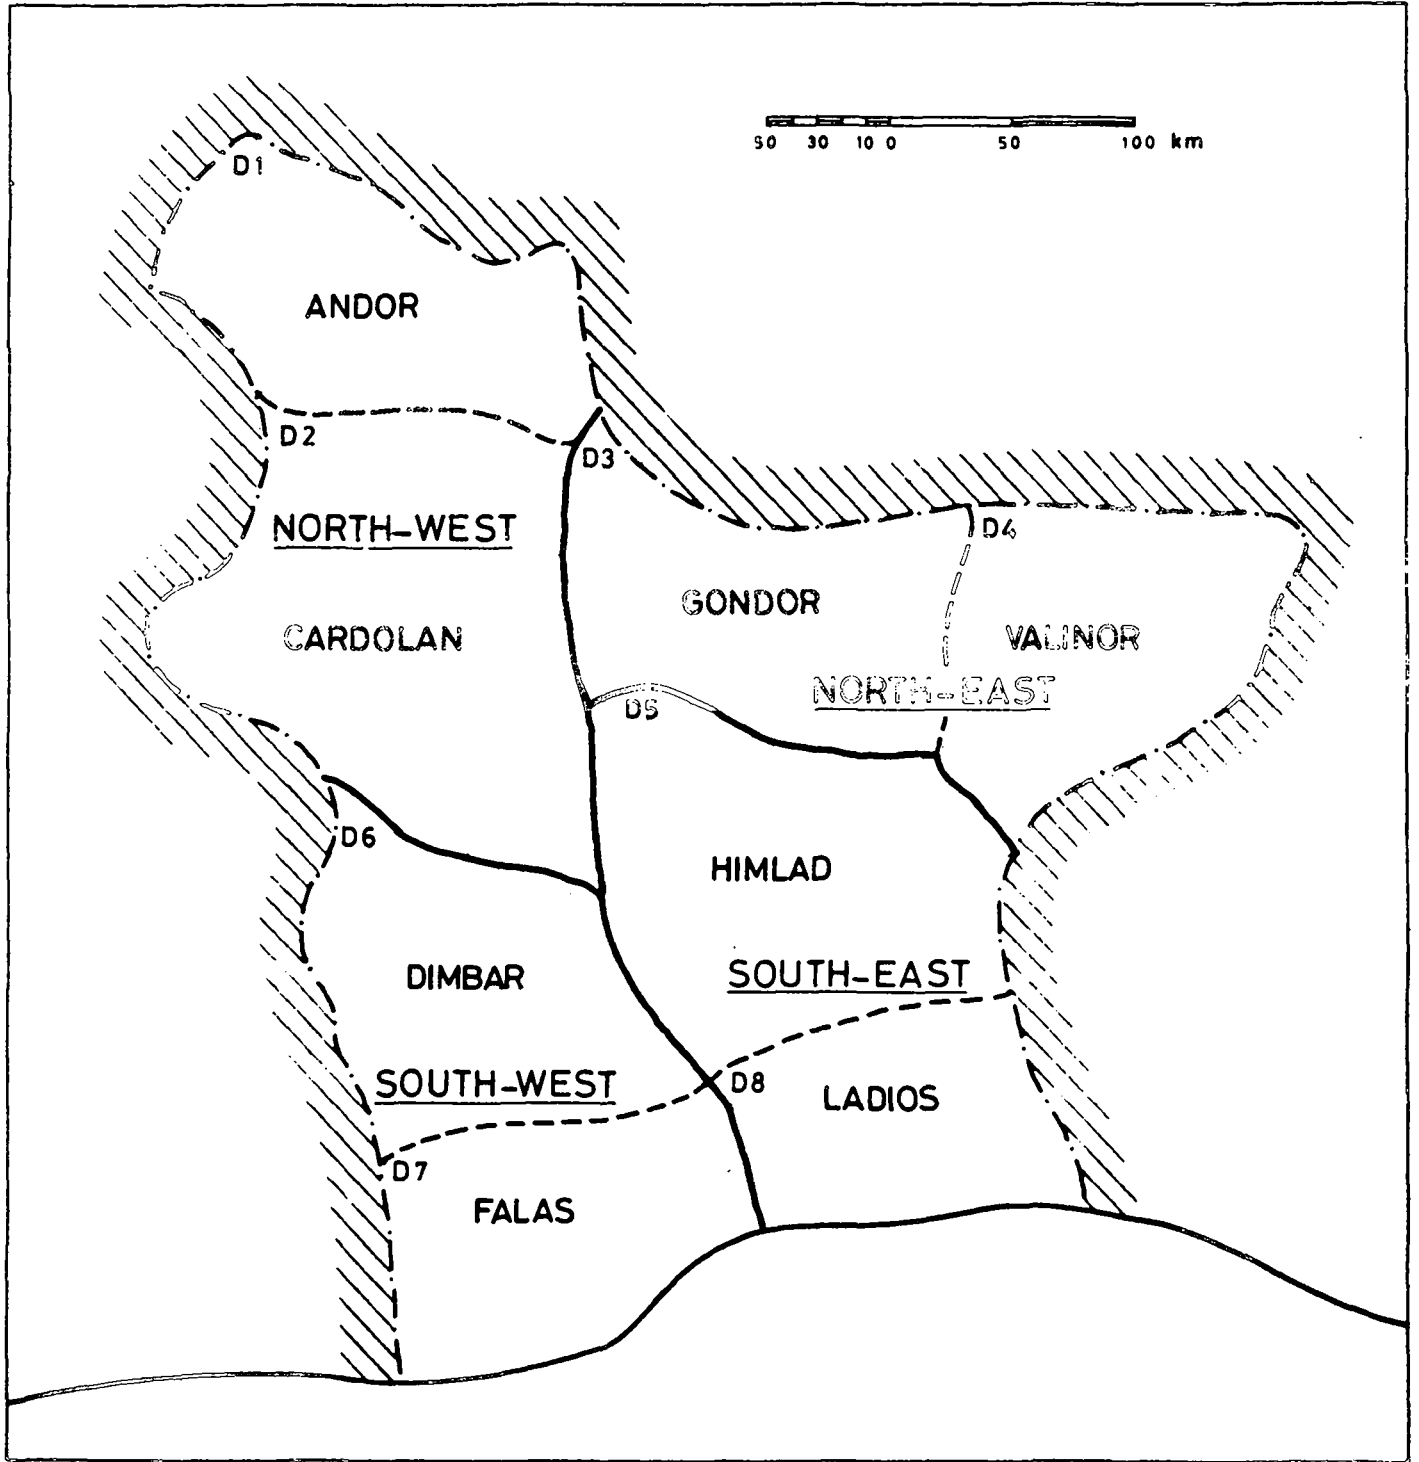 50 30 10 0 50 100 km
D1
ANDOR
D2
D3
NORTH-WEST
D4
GONDOR
CARDOLAN
VALINOR
NORTH-EAST
D5
D6
HIMLAD
DIMBAR
SOUTH-EAST
SOUTH-WEST
D8
LADIOS
D7
FALAS